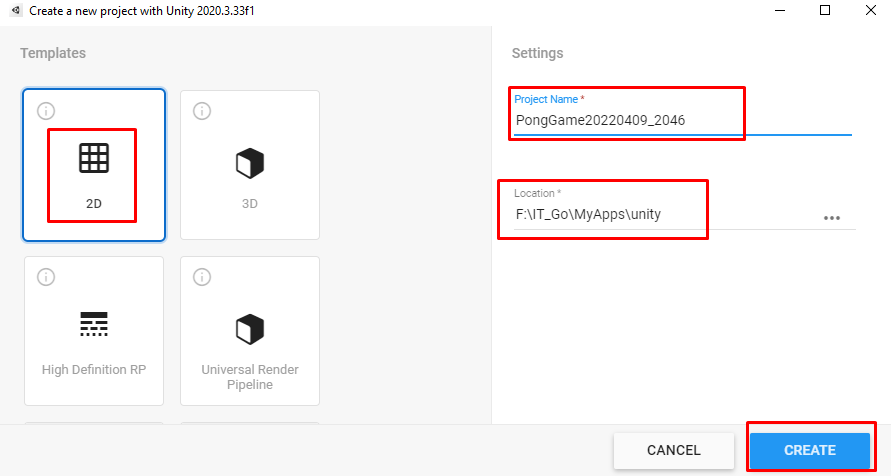 Create a new project with Unity 2020.3.33f1
Templates
2D
3D
High Definition RP
Universal Render
Pipeline
Settings
Project Name *
PongGame20220409_2046
Location *
F:\IT_Go\MyApps\unity
CANCEL
CREATE